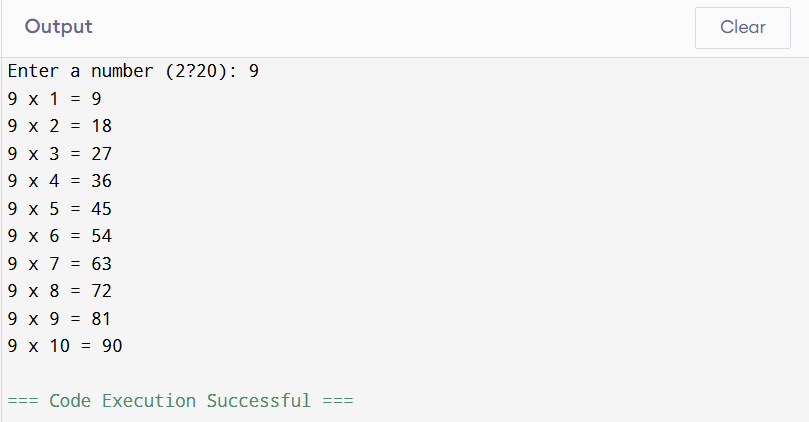 Output
Clear
Enter a number (2?20): 9
9 x 1 = 9
9 x 2 = 18
9 x 3 = 27
9 x 4 = 36
9 x 5 = 45
9 x 6 = 54
9 x 7 = 63
9 x 8 = 72
9 x 9 = 81
9 x 10 = 90
=== Code Execution Successful ===